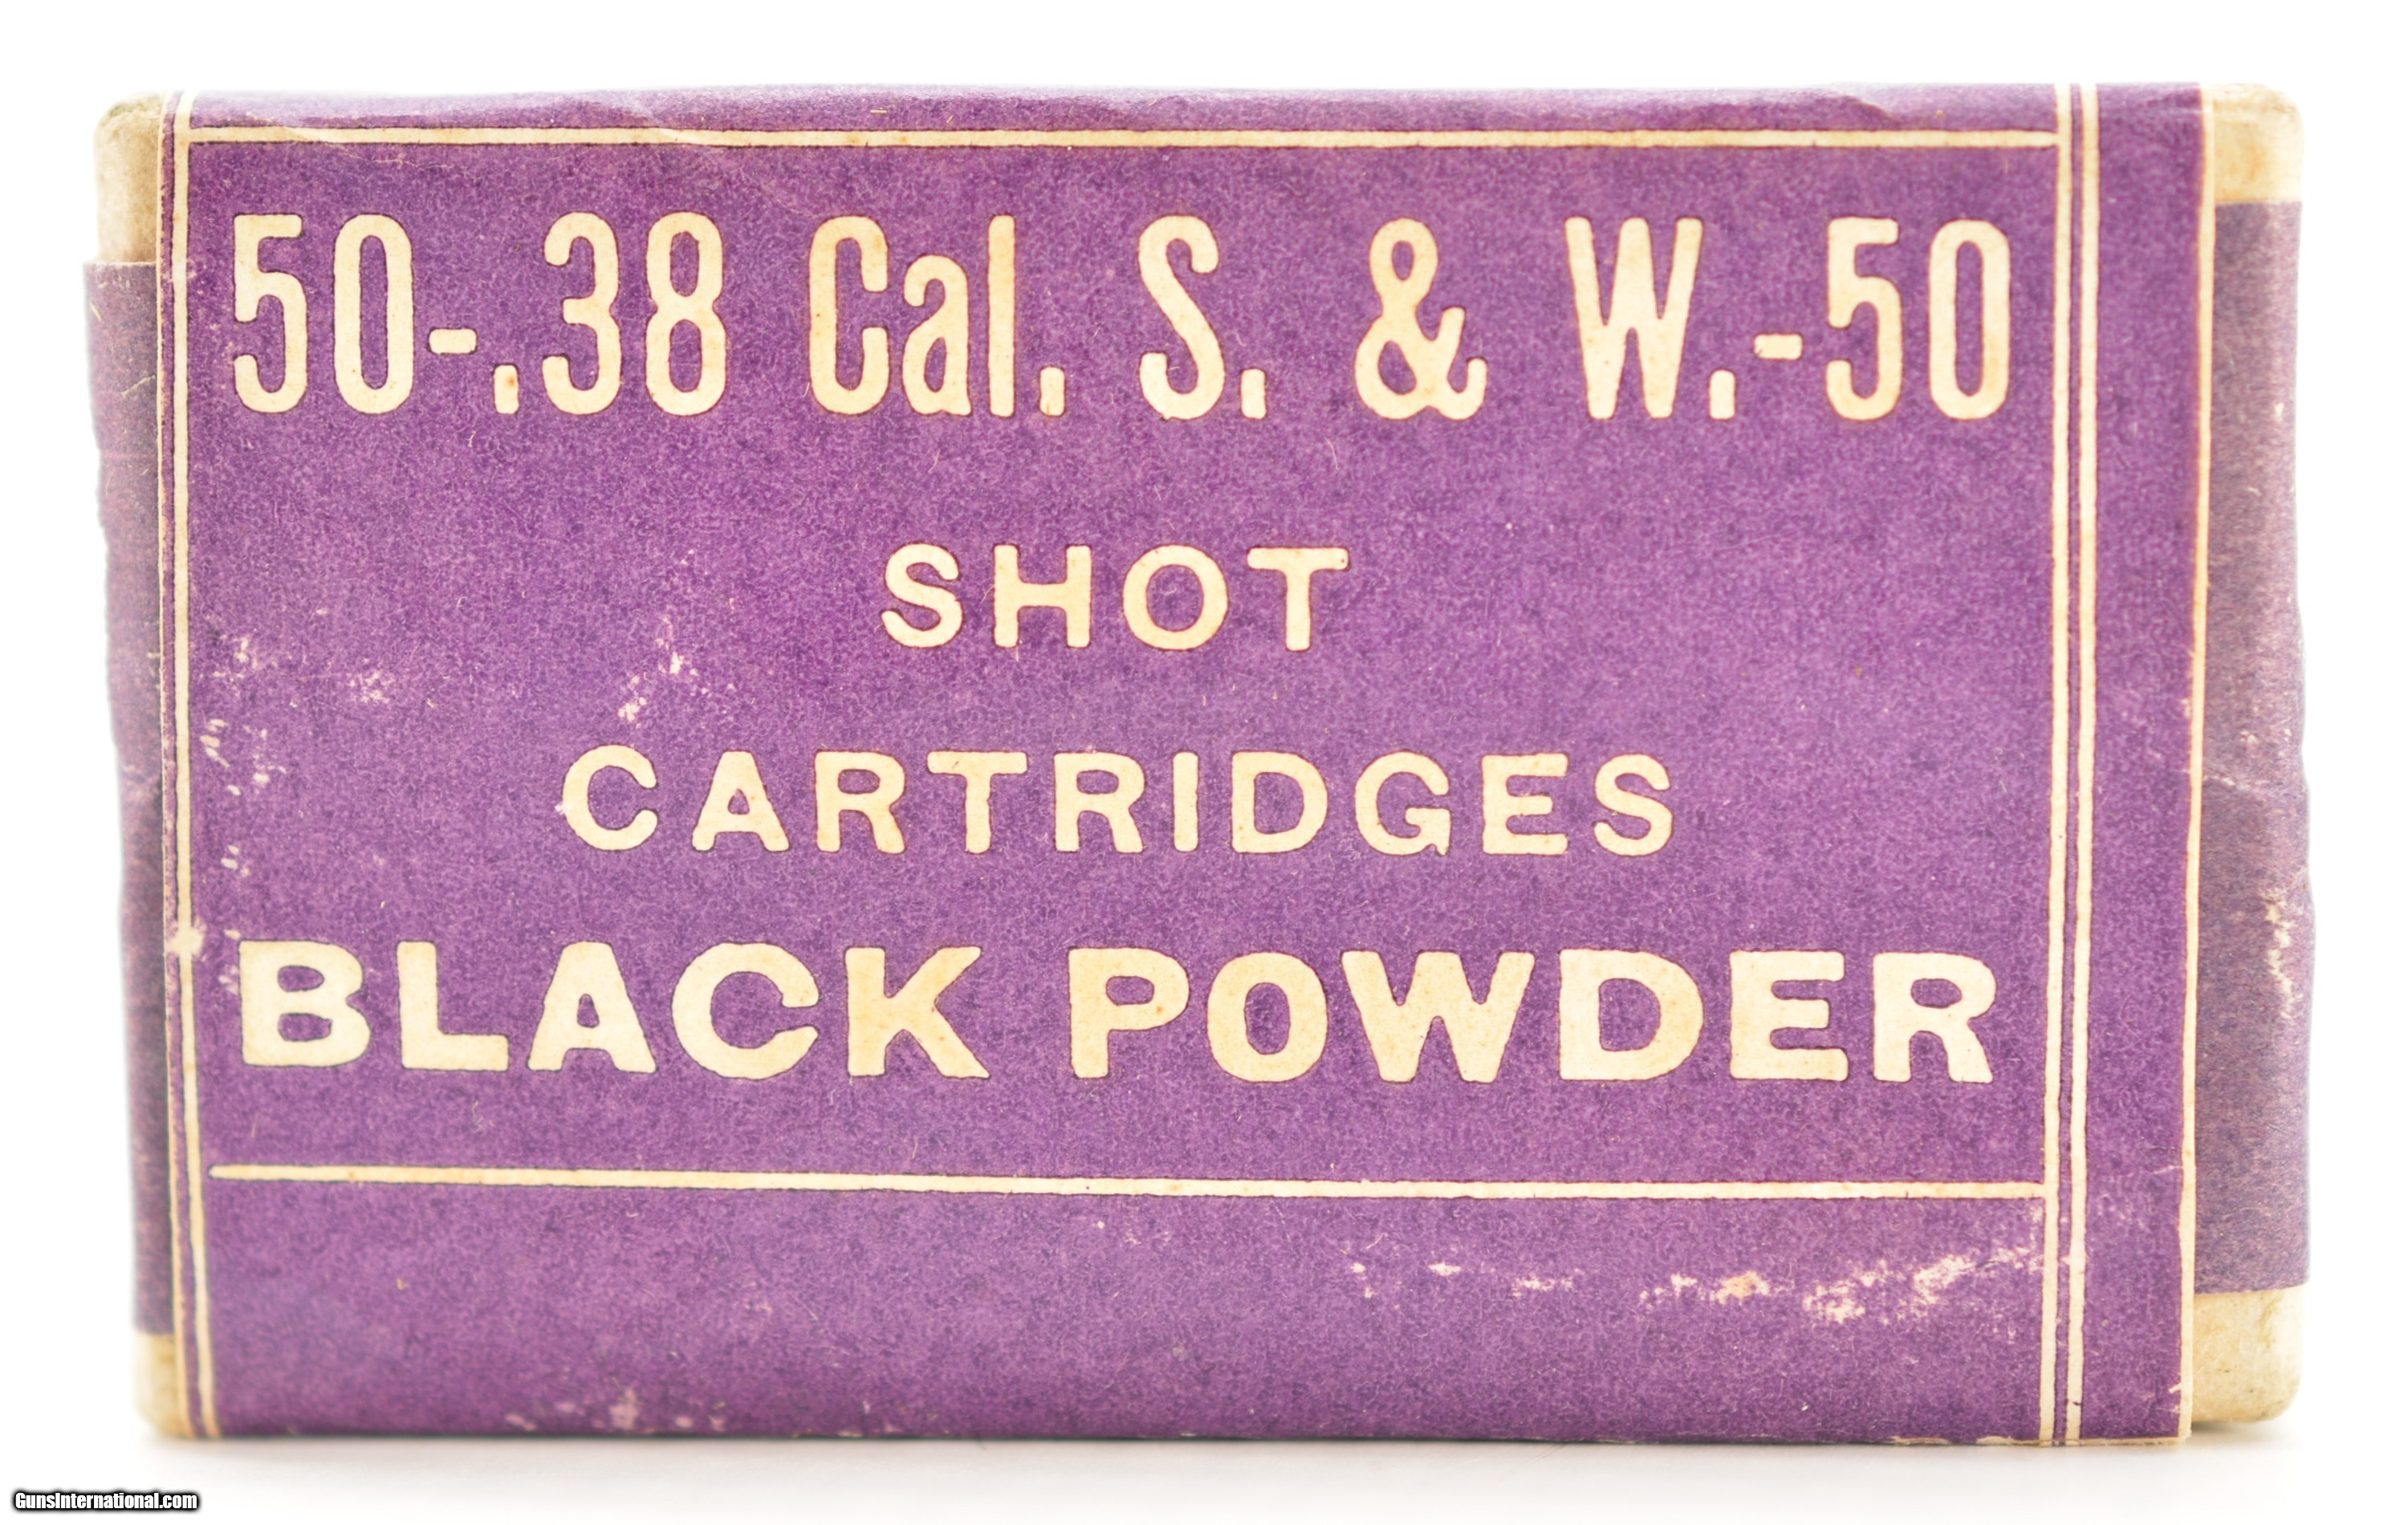 50-.38 Cal. S. & W.-50
SHOT
CARTRIDGES
BLACK POWDER
GunsInternational.com